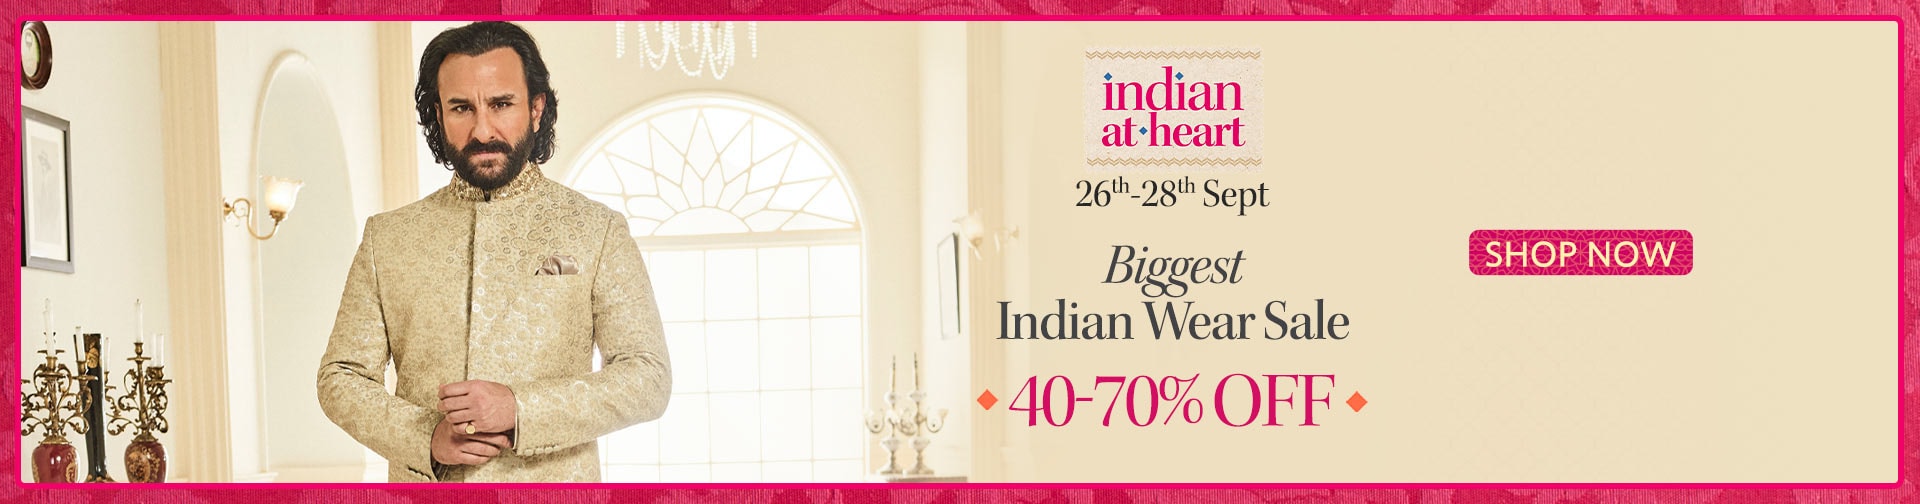 indian
at heart
26th-28th Sept
Biggest
Indian Wear Sale
40-70% OFF
SHOP NOW